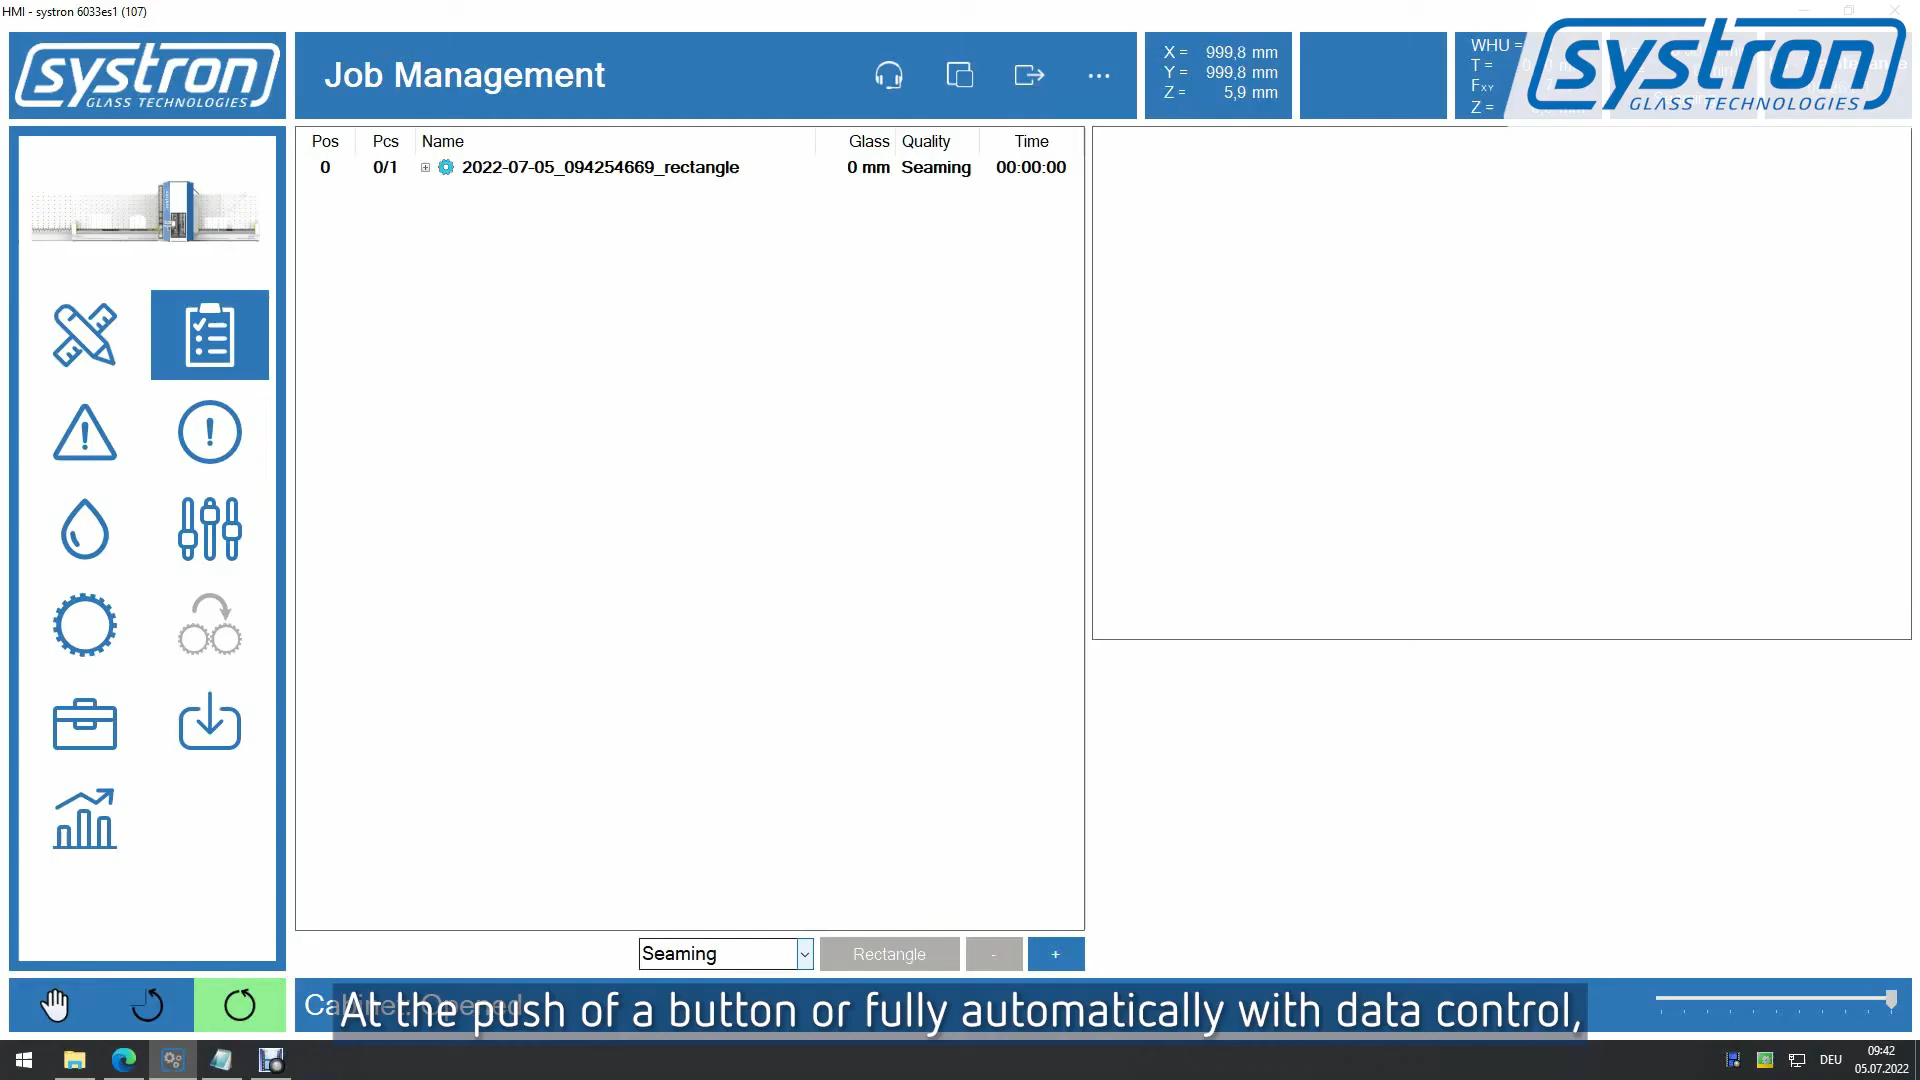 HMI - systron 6033es1 (107)
systron
GLASS TECHNOLOGIES
Job Management
X = 999,8 mm
Y = 999,8 mm
Z = 5,9 mm
WHU =
T =
FXY
Z =
systron
GLASS TECHNOLOGIES
Pos Pcs Name Glass Quality Time
0 0/1 2022-07-05_094254669_rectangle 0 mm Seaming 00:00:00
Seaming
Rectangle
-
+
Cabinet: Opened
At the push of a button or fully automatically with data control,
DEU
09:42
05.07.2022